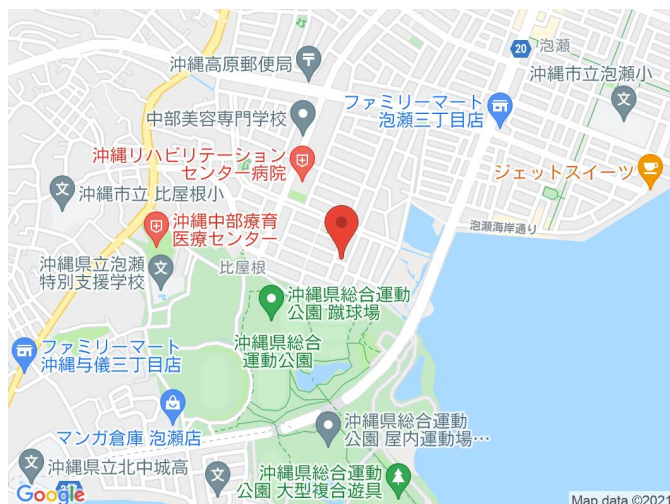 沖縄高原郵便局
20
泡瀬
沖縄市立泡瀬小
ファミリーマート
泡瀬三丁目店
中部美容専門学校
沖縄リハビリテーション
センター病院
ジェットスイーツ
沖縄市立 比屋根小
沖縄中部療育
医療センター
泡瀬海岸通り
沖縄県立泡瀬
特別支援学校
比屋根
沖縄県総合運動
公園 蹴球場
沖縄県総合
運動公園
ファミリーマート
沖縄与儀三丁目店
マンガ倉庫 泡瀬店
沖縄県総合運動
公園 屋内運動場…
沖縄県立北中城高
沖縄県総合運動
公園 大型複合遊具
Google
Map data ©2021